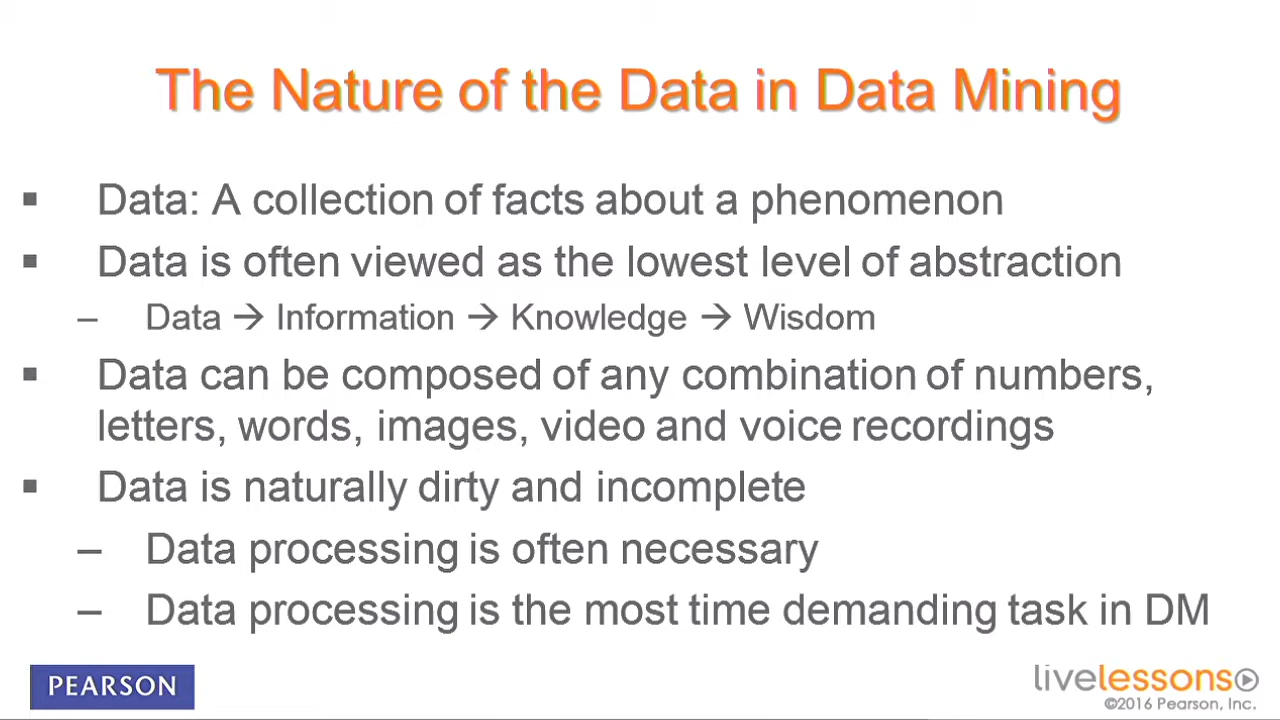 The Nature of the Data in Data Mining
▪ Data: A collection of facts about a phenomenon
▪ Data is often viewed as the lowest level of abstraction
– Data → Information → Knowledge → Wisdom
▪ Data can be composed of any combination of numbers,
letters, words, images, video and voice recordings
▪ Data is naturally dirty and incomplete
– Data processing is often necessary
– Data processing is the most time demanding task in DM
PEARSON
livelessons
©2016 Pearson, Inc.